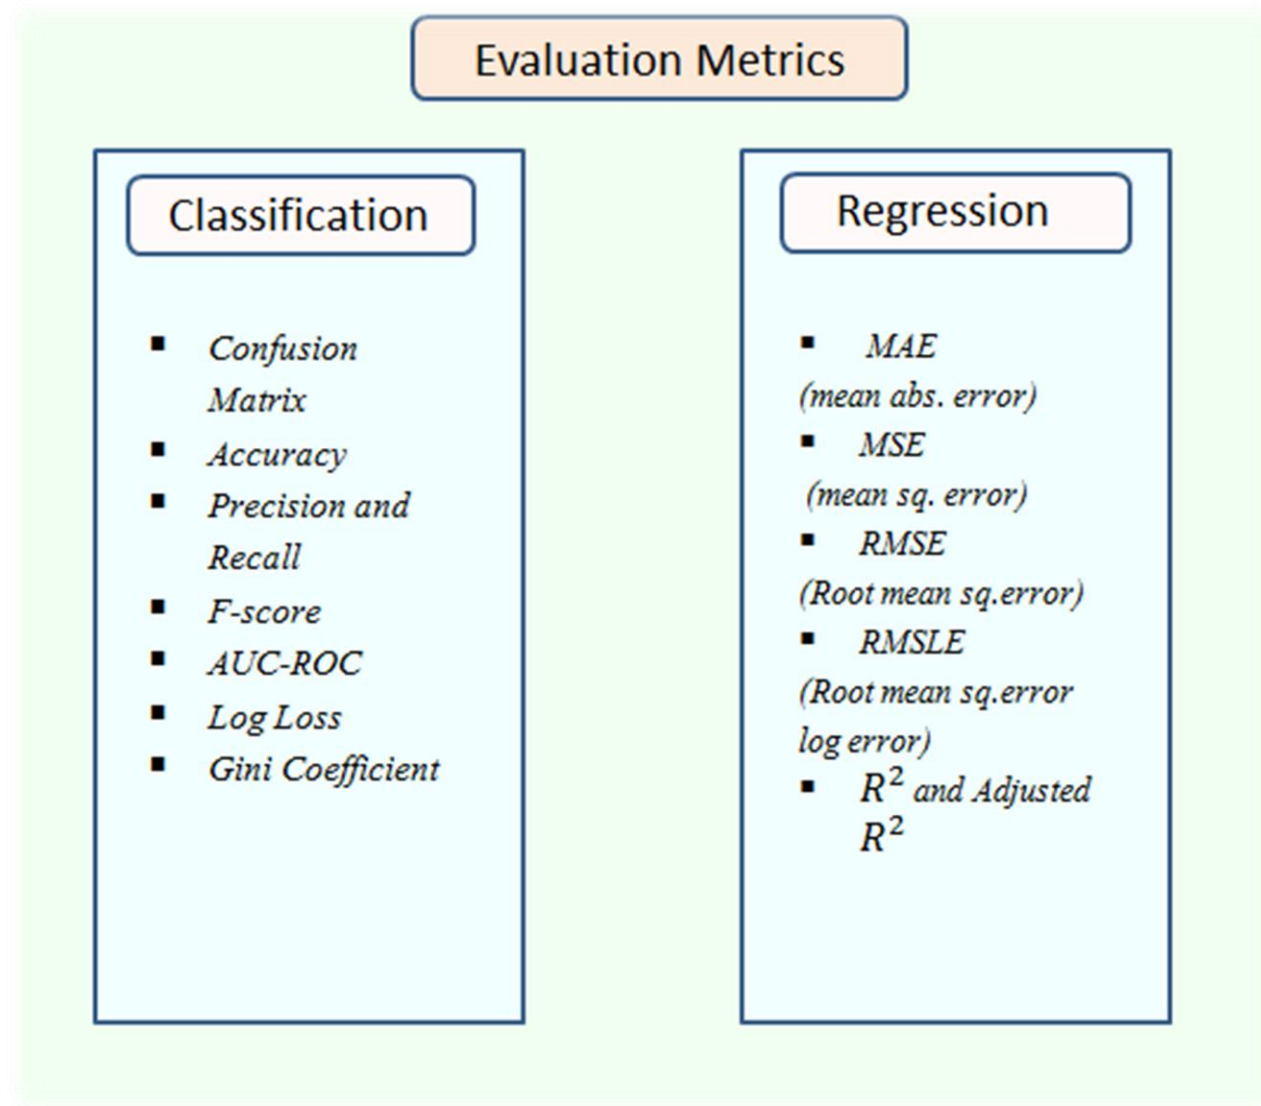 Evaluation Metrics
Classification
▪ Confusion
Matrix
▪ Accuracy
▪ Precision and
Recall
▪ F-score
▪ AUC-ROC
▪ Log Loss
▪ Gini Coefficient
Regression
▪ MAE
(mean abs. error)
▪ MSE
(mean sq. error)
▪ RMSE
(Root mean sq.error)
▪ RMSLE
(Root mean sq.error
log error)
▪ R² and Adjusted
R²